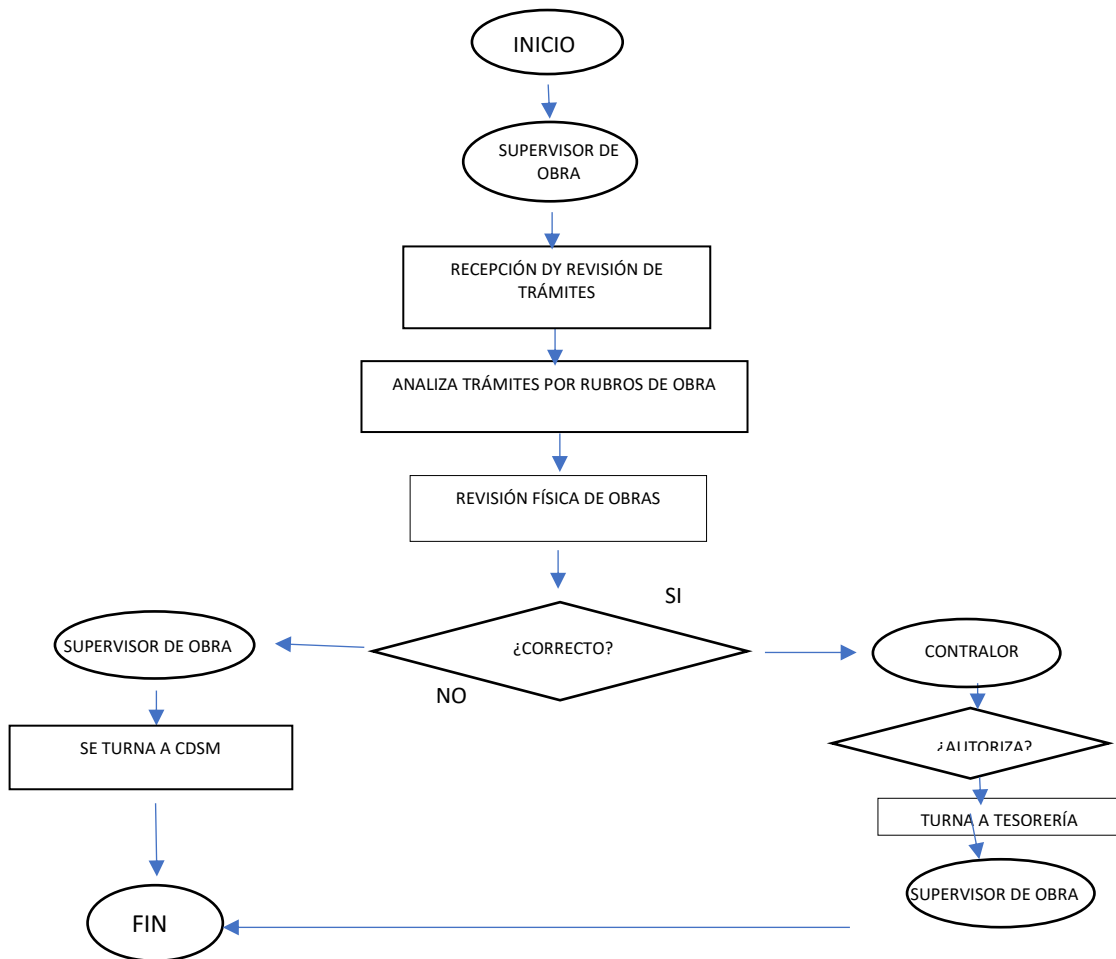 INICIO
SUPERVISOR DE
OBRA
RECEPCIÓN DY REVISIÓN DE
TRÁMITES
ANALIZA TRÁMITES POR RUBROS DE OBRA
REVISIÓN FÍSICA DE OBRAS
SI
¿CORRECTO?
NO
SUPERVISOR DE OBRA
CONTRALOR
SE TURNA A CDSM
¿AUTORIZA?
TURNA A TESORERÍA
SUPERVISOR DE OBRA
FIN